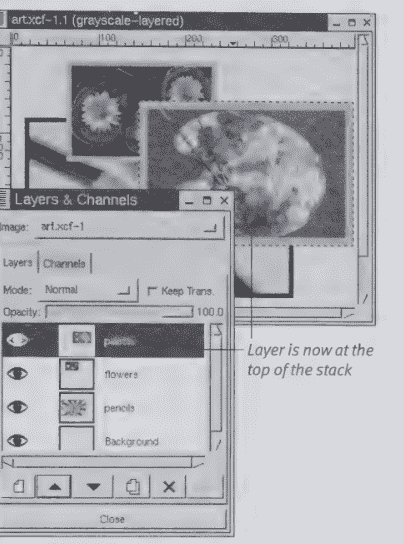 art.xcf-1.1 (grayscale-layered)
0 100 200 300
Layers & Channels
Image: art.xcf-1
Layers Channels
Mode: Normal Keep Trans.
Opacity: 100.0
flowers
pencils
Background
Close
Layer is now at the
top of the stack